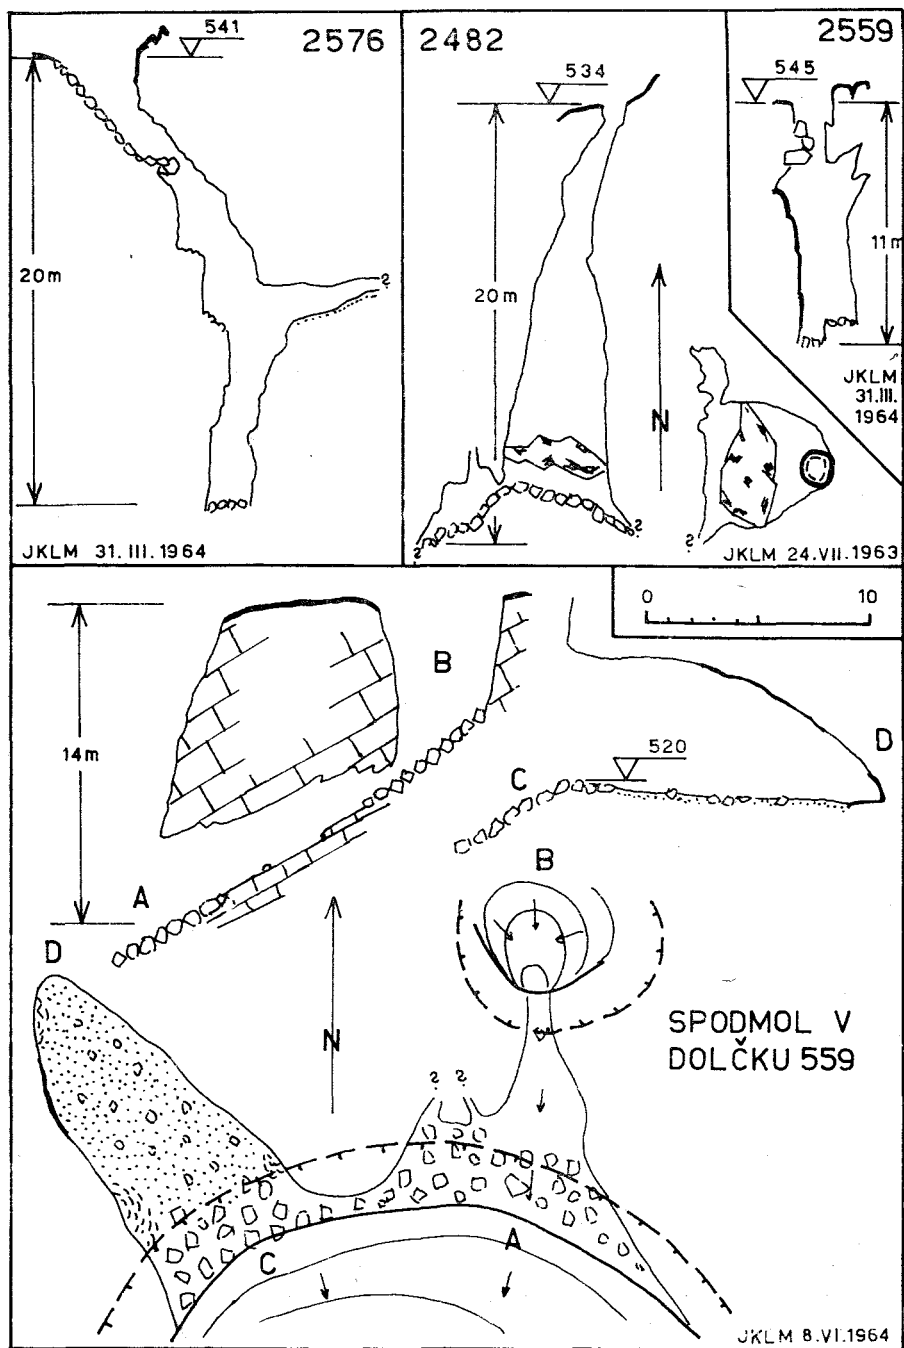 541
2576
20m
?
JKLM 31.III.1964
2482
534
20m
N
?
?
?
JKLM 24.VII.1963
2559
545
11m
JKLM
31.III.
1964
0 10
14m
B
A
520
C
D
B
D
N
SPODMOL V
DOLČKU 559
? ?
C
A
JKLM 8.VI.1964